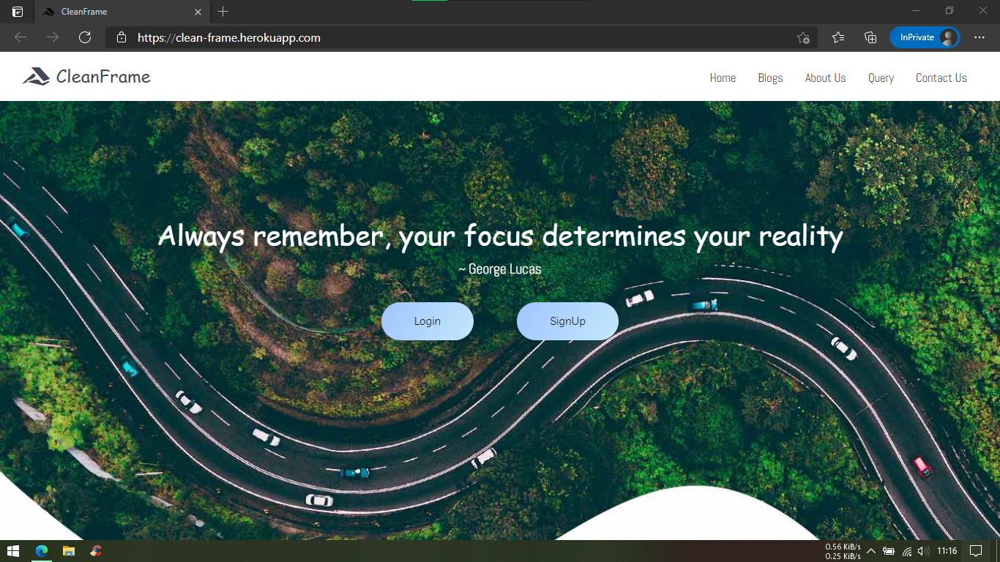 CleanFrame
https://clean-frame.herokuapp.com
InPrivate
CleanFrame
Home Blogs About Us Query Contact Us
Always remember, your focus determines your reality
~ George Lucas
Login SignUp
0.56 KiB/s
0.25 KiB/s
11:16